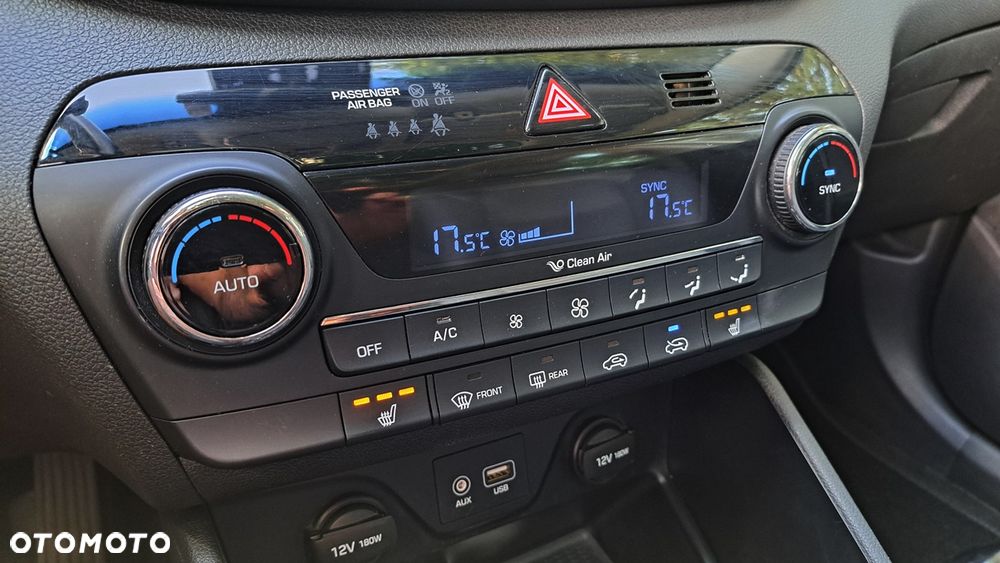 PASSENGER
AIR BAG ON OFF
SYNC
17.5°C
17.5°C
SYNC
AUTO
Clean Air
OFF
A/C
FRONT
REAR
AUX
USB
12V 180W
12V 180W
OTOMOTO